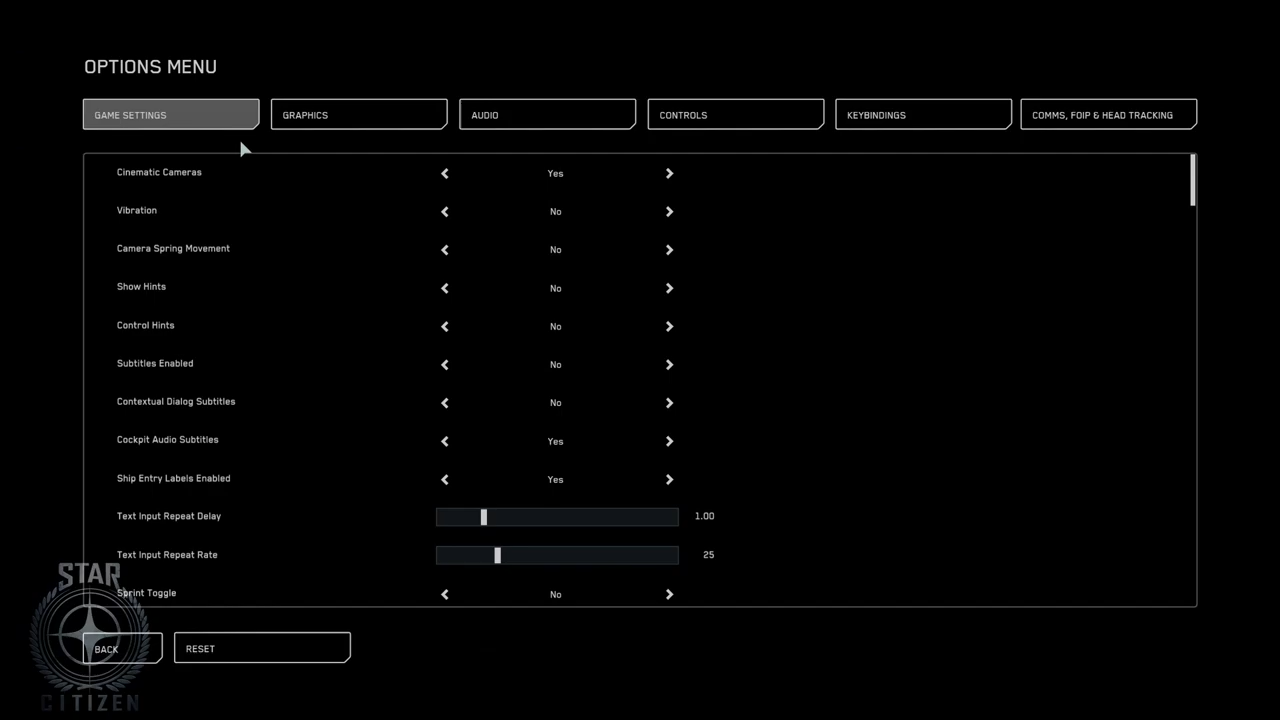 OPTIONS MENU
GAME SETTINGS GRAPHICS AUDIO CONTROLS KEYBINDINGS COMMS, FOIP & HEAD TRACKING
Cinematic Cameras Yes
Vibration No
Camera Spring Movement No
Show Hints No
Control Hints No
Subtitles Enabled No
Contextual Dialog Subtitles No
Cockpit Audio Subtitles Yes
Ship Entry Labels Enabled Yes
Text Input Repeat Delay 1.00
Text Input Repeat Rate 25
Sprint Toggle No
STAR
BACK RESET
CITIZEN